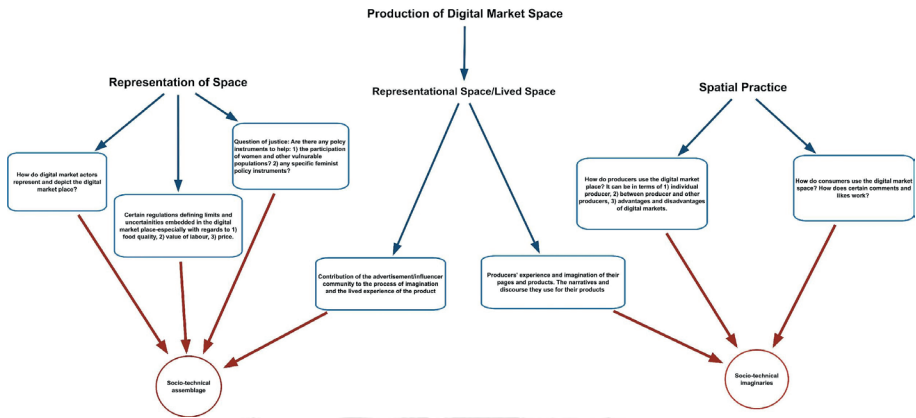 Production of Digital Market Space
Representation of Space
Representational Space/Lived Space
Spatial Practice
How do digital market actors
represent and depict the digital
market place?
Certain regulations defining limits and
uncertainities embedded in the digital
market place-especially with regards to 1)
food quality, 2) value of labour, 3) price.
Question of justice: Are there any polcy
instruments to help: 1) the participation
of women and other vulnurable
populations? 2) any specific feminist
policy instruments?
Contribution of the advertisement/influencer
community to the process of imagination
and the lived experience of the product
Producers' experience and imagination of their
pages and products. The narratives and
discourse they use for their products
How do producers use the digital market
place? It can be in terms of 1) individual
producer, 2) between producer and other
producers, 3) advantages and disadvantages
of digital markets.
How do consumers use the digital market
space? How does certain comments and
likes work?
Socio-technical
assemblage
Socio-technical
imaginaries